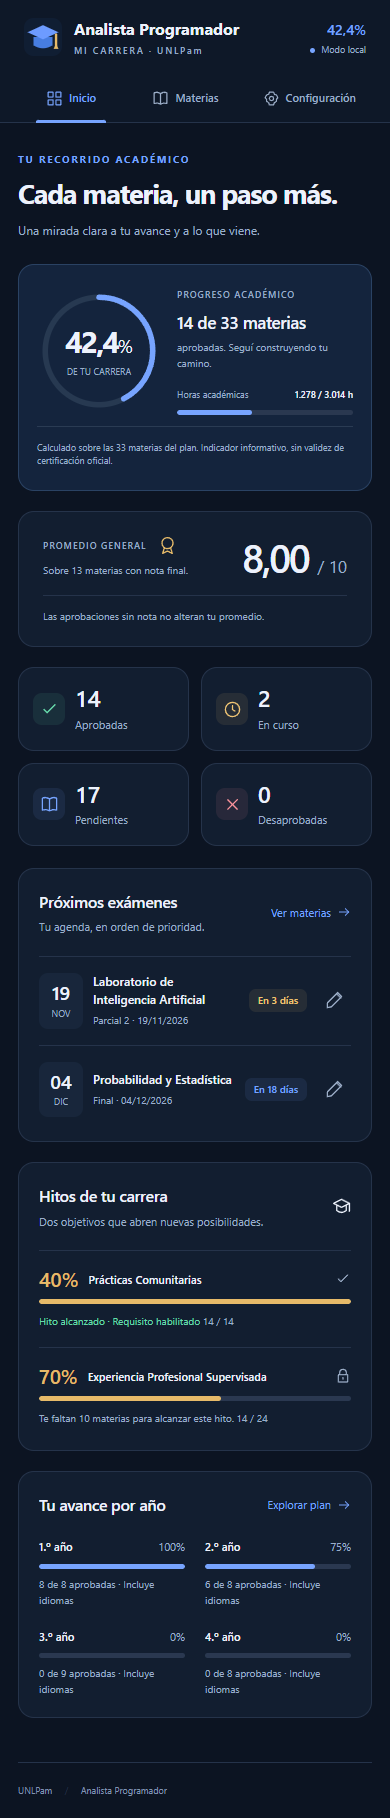 Analista Programador
MI CARRERA · UNLPam
42,4%
Modo local
Inicio
Materias
Configuración
TU RECORRIDO ACADÉMICO
Cada materia, un paso más.
Una mirada clara a tu avance y a lo que viene.
42,4%
DE TU CARRERA
PROGRESO ACADÉMICO
14 de 33 materias
aprobadas. Seguí construyendo tu
camino.
Horas académicas
1.278 / 3.014 h
Calculado sobre las 33 materias del plan. Indicador informativo, sin validez de
certificación oficial.
PROMEDIO GENERAL
Sobre 13 materias con nota final.
8,00 / 10
Las aprobaciones sin nota no alteran tu promedio.
14
Aprobadas
2
En curso
17
Pendientes
0
Desaprobadas
Próximos exámenes
Tu agenda, en orden de prioridad.
Ver materias
19
NOV
Laboratorio de
Inteligencia Artificial
Parcial 2 · 19/11/2026
En 3 días
04
DIC
Probabilidad y Estadística
Final · 04/12/2026
En 18 días
Hitos de tu carrera
Dos objetivos que abren nuevas posibilidades.
40% Prácticas Comunitarias
Hito alcanzado · Requisito habilitado 14 / 14
70% Experiencia Profesional Supervisada
Te faltan 10 materias para alcanzar este hito. 14 / 24
Tu avance por año
Explorar plan
1.º año 100%
8 de 8 aprobadas · Incluye
idiomas
2.º año 75%
6 de 8 aprobadas · Incluye
idiomas
3.º año 0%
0 de 9 aprobadas · Incluye
idiomas
4.º año 0%
0 de 8 aprobadas · Incluye
idiomas
UNLPam / Analista Programador